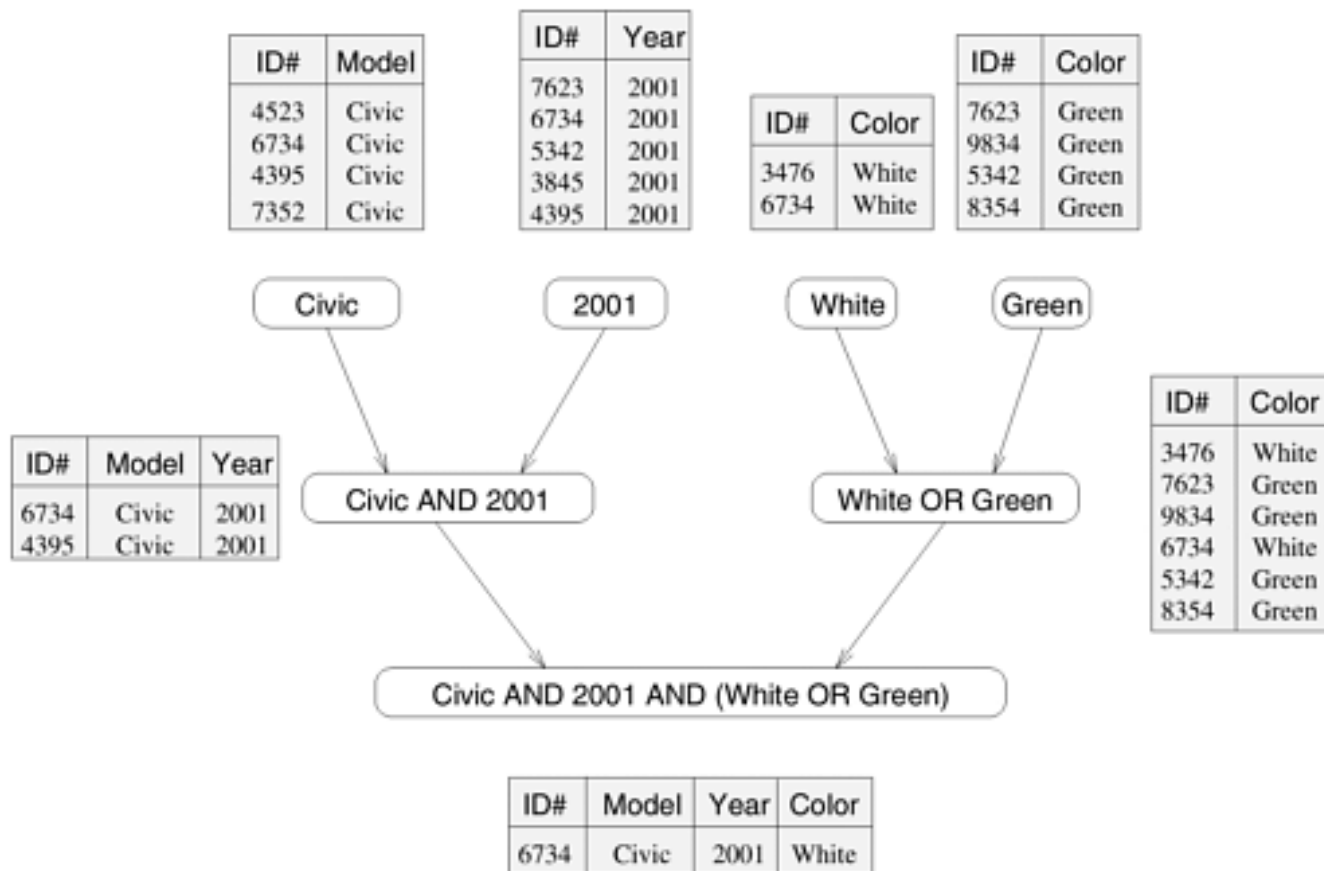 ID# Model
4523 Civic
6734 Civic
4395 Civic
7352 Civic
ID# Year
7623 2001
6734 2001
5342 2001
3845 2001
4395 2001
ID# Color
3476 White
6734 White
ID# Color
7623 Green
9834 Green
5342 Green
8354 Green
Civic
2001
White
Green
ID# Model Year
6734 Civic 2001
4395 Civic 2001
Civic AND 2001
White OR Green
ID# Color
3476 White
7623 Green
9834 Green
6734 White
5342 Green
8354 Green
Civic AND 2001 AND (White OR Green)
ID# Model Year Color
6734 Civic 2001 White